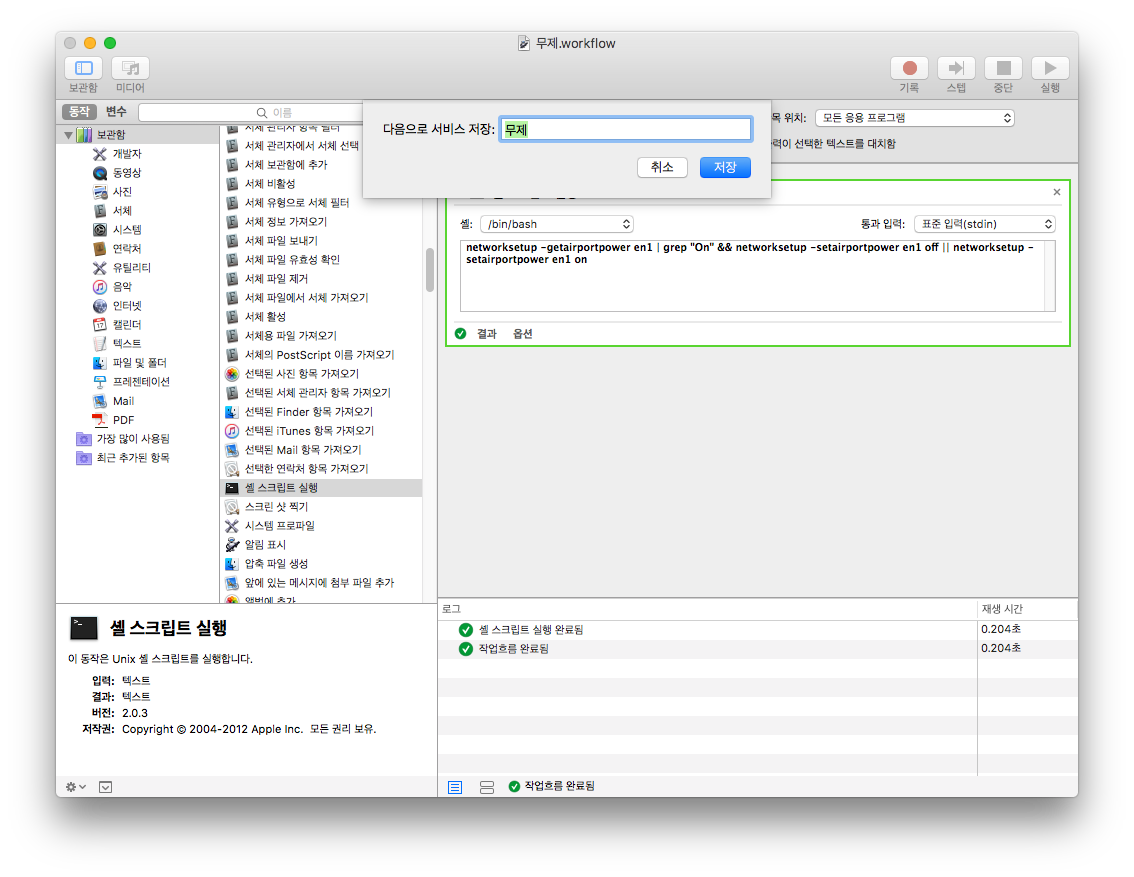 무제.workflow
보관함
미디어
기록
스텝
중단
실행
동작
변수
이름
보관함
개발자
동영상
사진
서체
시스템
연락처
유틸리티
음악
인터넷
캘린더
텍스트
파일 및 폴더
프레젠테이션
Mail
PDF
가장 많이 사용됨
최근 추가된 항목
서체 관리자 항목 필터
서체 관리자에서 서체 선택
서체 보관함에 추가
서체 비활성
서체 유형으로 서체 필터
서체 정보 가져오기
서체 파일 보내기
서체 파일 유효성 확인
서체 파일 제거
서체 파일에서 서체 가져오기
서체 활성
서체용 파일 가져오기
서체의 PostScript 이름 가져오기
선택된 사진 항목 가져오기
선택된 서체 관리자 항목 가져오기
선택된 Finder 항목 가져오기
선택된 iTunes 항목 가져오기
선택된 Mail 항목 가져오기
선택한 연락처 항목 가져오기
셸 스크립트 실행
스크린 샷 찍기
시스템 프로파일
알림 표시
압축 파일 생성
앞에 있는 메시지에 첨부 파일 추가
앨범에 추가
다음으로 서비스 저장:
무제
취소
저장
목 위치:
모든 응용 프로그램
력이 선택한 텍스트를 대치함
셸:
/bin/bash
통과 입력:
표준 입력(stdin)
networksetup -getairportpower en1 | grep "On" && networksetup -setairportpower en1 off || networksetup -
setairportpower en1 on
결과
옵션
셸 스크립트 실행
이 동작은 Unix 셸 스크립트를 실행합니다.
입력: 텍스트
결과: 텍스트
버전: 2.0.3
저작권: Copyright © 2004-2012 Apple Inc. 모든 권리 보유.
로그
재생 시간
셸 스크립트 실행 완료됨
0.204초
작업흐름 완료됨
0.204초
작업흐름 완료됨